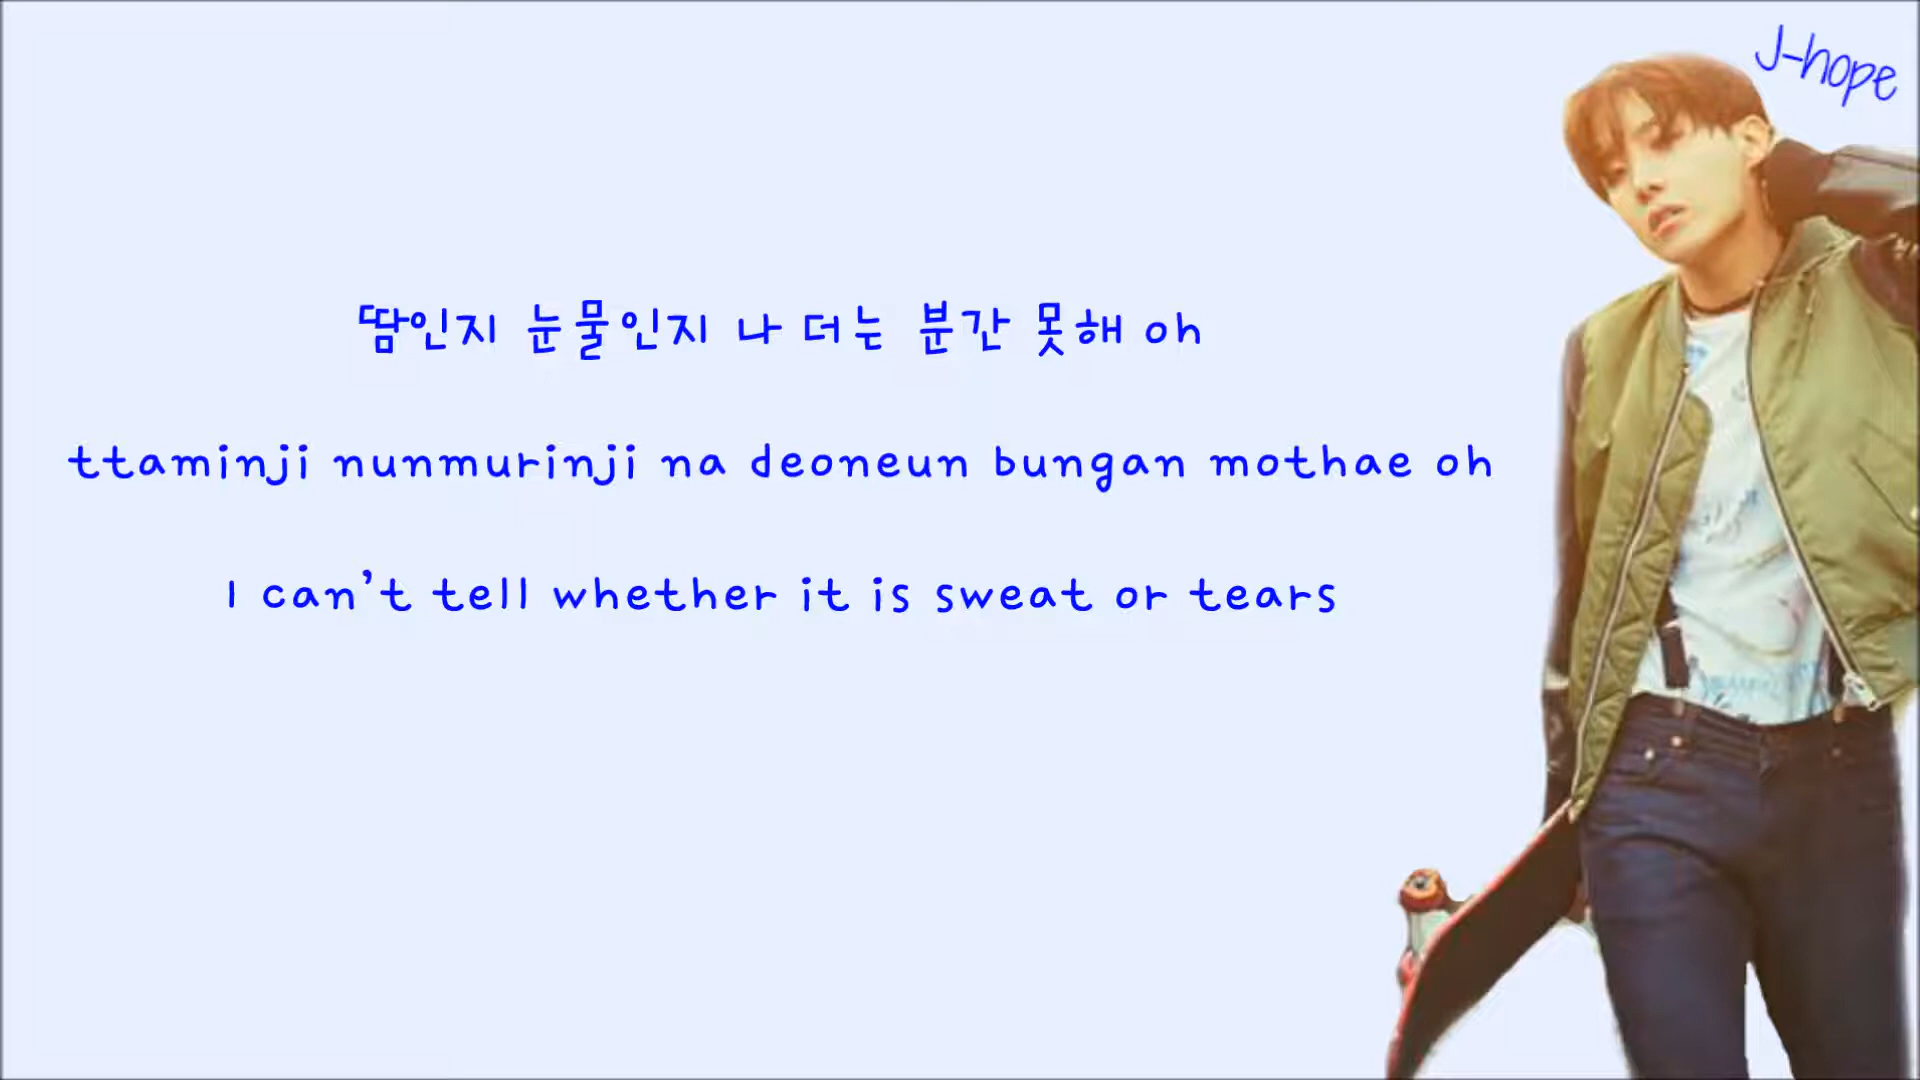 J-hope
땀인지 눈물인지 나 더는 분간 못해 oh
ttaminji nunmurinji na deoneun bungan mothae oh
I can't tell whether it is sweat or tears